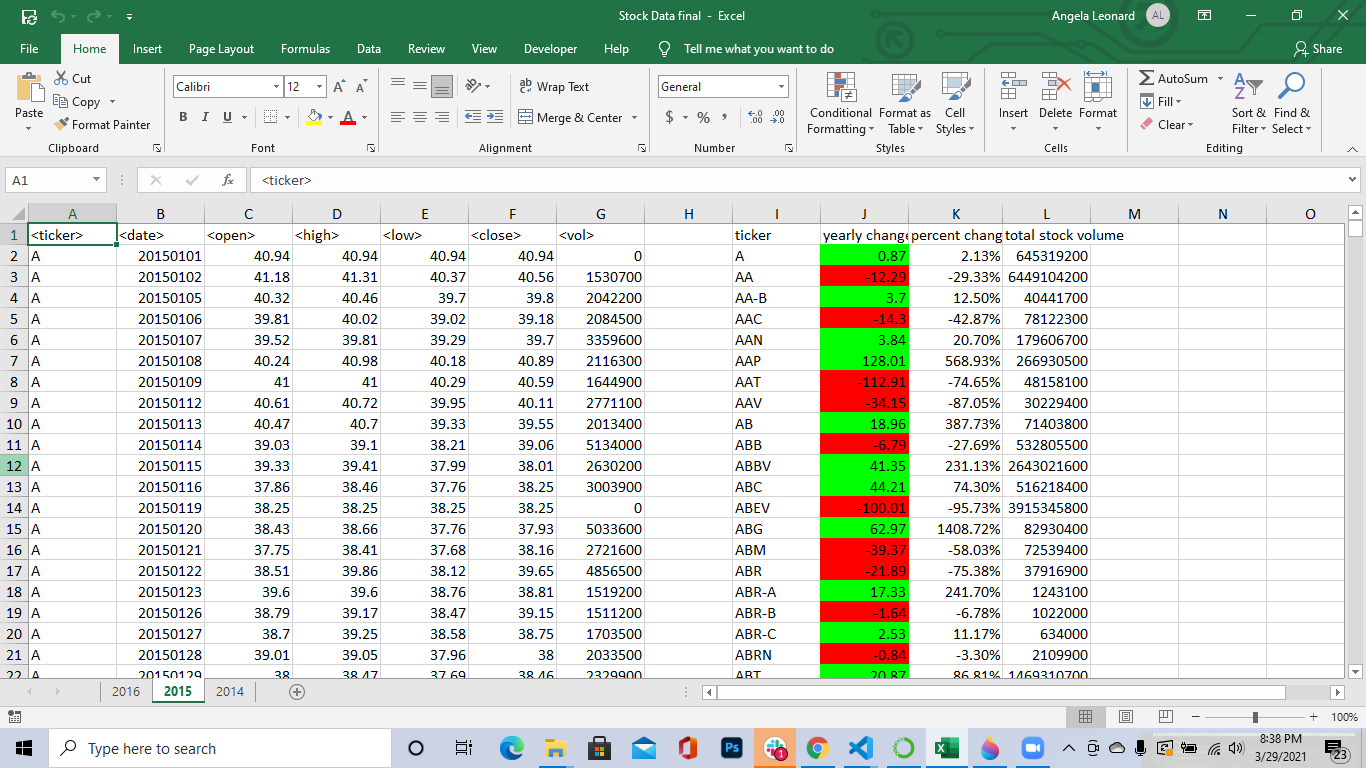 Stock Data final - Excel
Angela Leonard AL
File Home Insert Page Layout Formulas Data Review View Developer Help Tell me what you want to do Share
Paste Cut Copy Format Painter
Clipboard
Calibri 12 A A
B I U A
Font
Wrap Text
Merge & Center
Alignment
General
$ % ,
Number
Conditional Formatting Format as Table Cell Styles
Styles
Insert Delete Format
Cells
AutoSum Fill Clear Sort & Filter Find & Select
Editing
A1 fx <ticker>
A B C D E F G H I J K L M N O
1 <ticker> <date> <open> <high> <low> <close> <vol> ticker yearly change percent chang total stock volume
2 A 20150101 40.94 40.94 40.94 40.94 0 A 0.87 2.13% 645319200
3 A 20150102 41.18 41.31 40.37 40.56 1530700 AA -12.29 -29.33% 6449104200
4 A 20150105 40.32 40.46 39.7 39.8 2042200 AA-B 3.7 12.50% 40441700
5 A 20150106 39.81 40.02 39.02 39.18 2084500 AAC -14.3 -42.87% 78122300
6 A 20150107 39.52 39.81 39.29 39.7 3359600 AAN 3.84 20.70% 179606700
7 A 20150108 40.24 40.98 40.18 40.89 2116300 AAP 128.01 568.93% 266930500
8 A 20150109 41 41 40.29 40.59 1644900 AAT -112.91 -74.65% 48158100
9 A 20150112 40.61 40.72 39.95 40.11 2771100 AAV -34.15 -87.05% 30229400
10 A 20150113 40.47 40.7 39.33 39.55 2013400 AB 18.96 387.73% 71403800
11 A 20150114 39.03 39.1 38.21 39.06 5134000 ABB -6.79 -27.69% 532805500
12 A 20150115 39.33 39.41 37.99 38.01 2630200 ABBV 41.35 231.13% 2643021600
13 A 20150116 37.86 38.46 37.76 38.25 3003900 ABC 44.21 74.30% 516218400
14 A 20150119 38.25 38.25 38.25 38.25 0 ABEV -100.01 -95.73% 3915345800
15 A 20150120 38.43 38.66 37.76 37.93 5033600 ABG 62.97 1408.72% 82930400
16 A 20150121 37.75 38.41 37.68 38.16 2721600 ABM -39.37 -58.03% 72539400
17 A 20150122 38.51 39.86 38.12 39.65 4856500 ABR -21.89 -75.38% 37916900
18 A 20150123 39.6 39.6 38.76 38.81 1519200 ABR-A 17.33 241.70% 1243100
19 A 20150126 38.79 39.17 38.47 39.15 1511200 ABR-B -1.64 -6.78% 1022000
20 A 20150127 38.7 39.25 38.58 38.75 1703500 ABR-C 2.53 11.17% 634000
21 A 20150128 39.01 39.05 37.96 38 2033500 ABRN -0.84 -3.30% 2109900
22 A 20150129 38 38.47 37.69 38.46 2329900 ABT 20.87 86.81% 1469310700
2016 2015 2014
100%
Type here to search
Ps
1
8:38 PM
3/29/2021
23